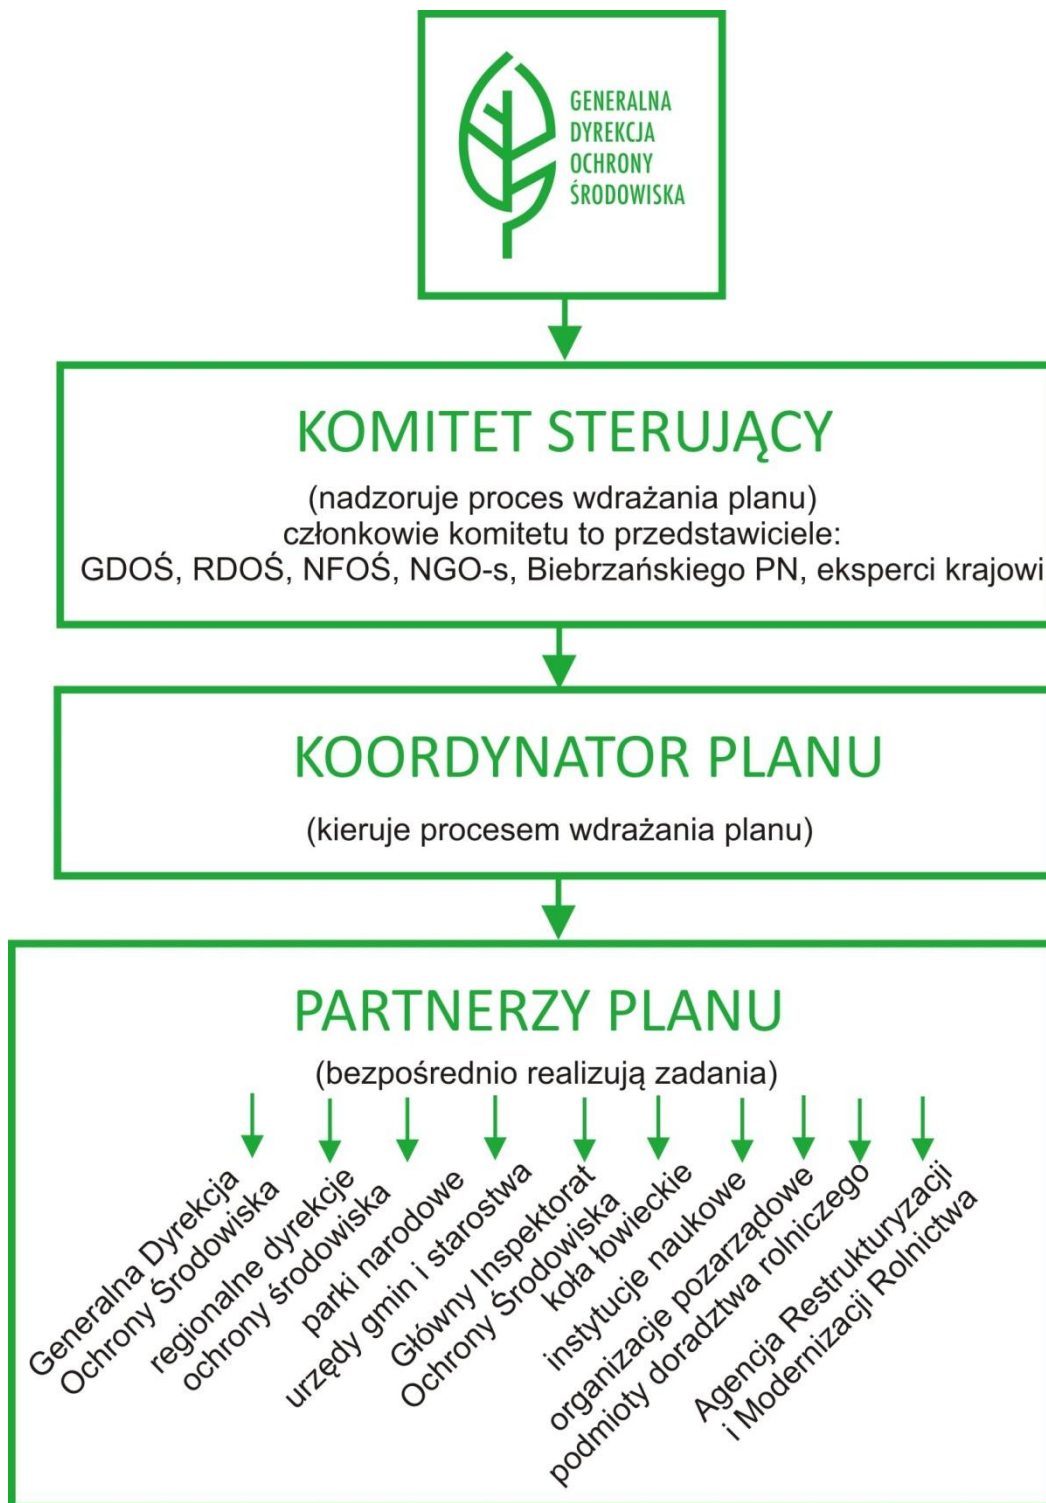 GENERALNA
DYREKCJA
OCHRONY
ŚRODOWISKA
KOMITET STERUJĄCY
(nadzoruje proces wdrażania planu)
członkowie komitetu to przedstawiciele:
GDOŚ, RDOŚ, NFOŚ, NGO-s, Biebrzańskiego PN, eksperci krajowi
KOORDYNATOR PLANU
(kieruje procesem wdrażania planu)
PARTNERZY PLANU
(bezpośrednio realizują zadania)
Generalna Dyrekcja
Ochrony Środowiska
regionalne dyrekcje
ochrony środowiska
parki narodowe
urzędy gmin i starostwa
Główny Inspektorat
Ochrony Środowiska
koła łowieckie
instytucje naukowe
organizacje pozarządowe
podmioty doradztwa rolniczego
Agencja Restrukturyzacji
i Modernizacji Rolnictwa